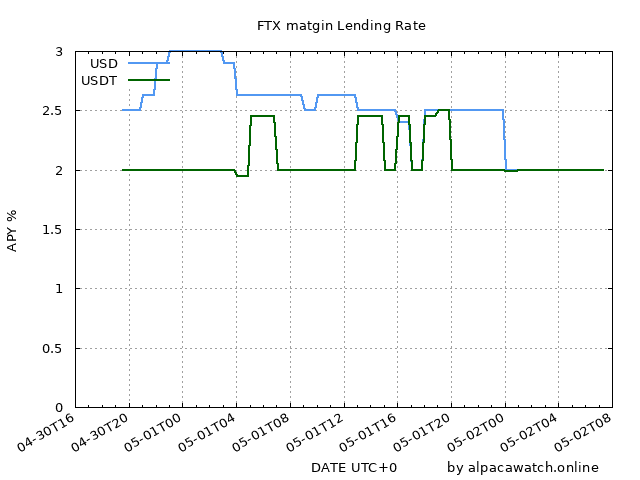 FTX matgin Lending Rate
3
USD
USDT
2.5
2
1.5
APY %
1
0.5
0
04-30T16
04-30T20
05-01T00
05-01T04
05-01T08
05-01T12
05-01T16
05-01T20
05-02T00
05-02T04
05-02T08
DATE UTC+0
by alpacawatch.online